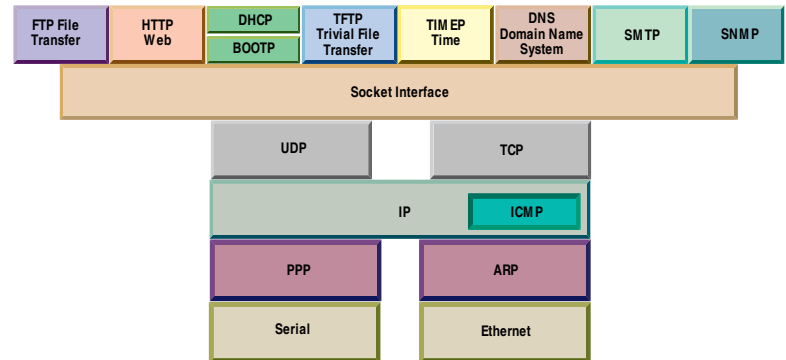 FTP File
Transfer
HTTP
Web
DHCP
BOOTP
TFTP
Trivial File
Transfer
TIMEP
Time
DNS
Domain Name
System
SMTP
SNMP
Socket Interface
UDP
TCP
IP
ICMP
PPP
ARP
Serial
Ethernet